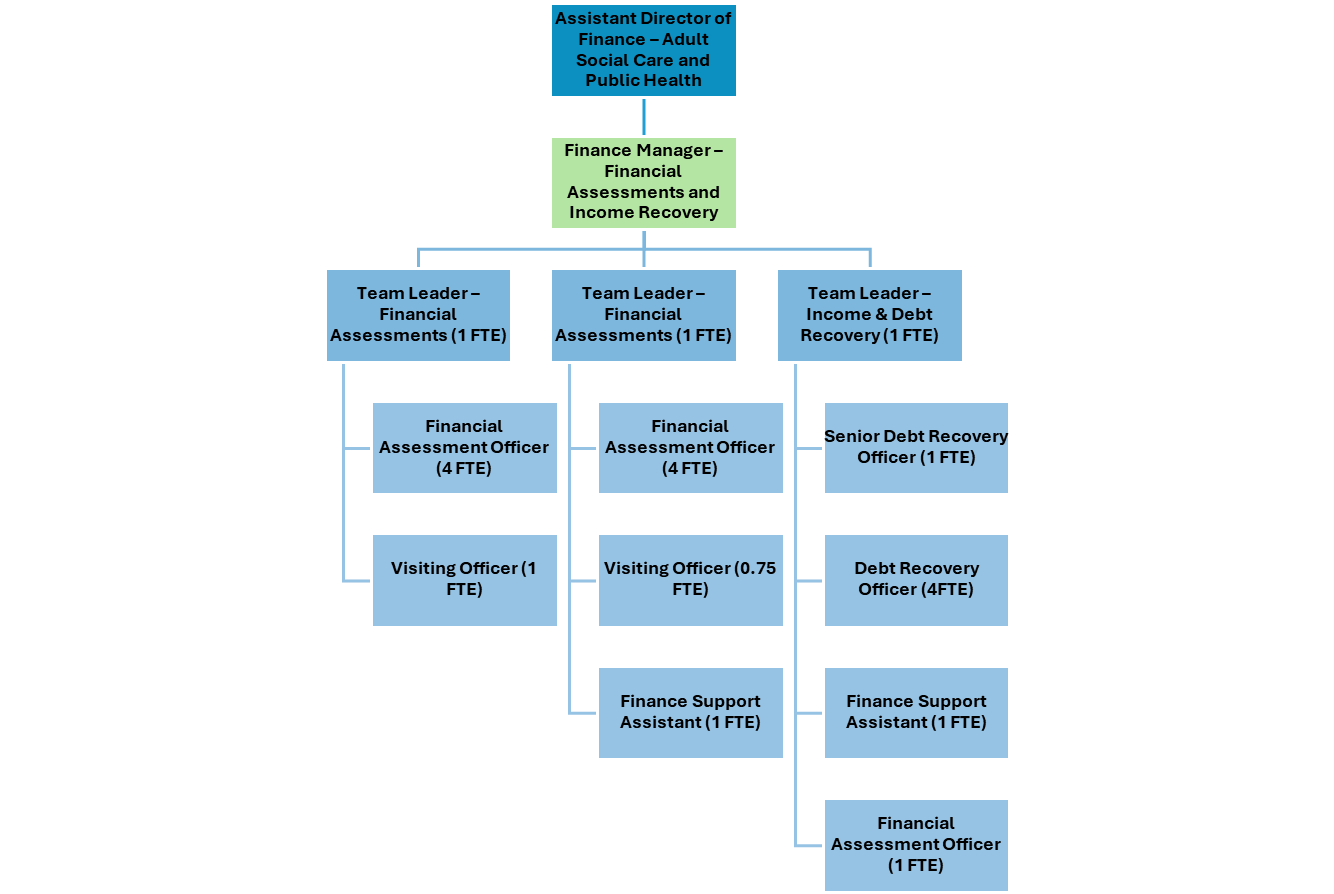 Assistant Director of
Finance – Adult
Social Care and
Public Health
Finance Manager –
Financial
Assessments and
Income Recovery
Team Leader –
Financial
Assessments (1 FTE)
Team Leader –
Financial
Assessments (1 FTE)
Team Leader –
Income & Debt
Recovery (1 FTE)
Financial
Assessment Officer
(4 FTE)
Visiting Officer (1
FTE)
Financial
Assessment Officer
(4 FTE)
Visiting Officer (0.75
FTE)
Finance Support
Assistant (1 FTE)
Senior Debt Recovery
Officer (1 FTE)
Debt Recovery
Officer (4FTE)
Finance Support
Assistant (1 FTE)
Financial
Assessment Officer
(1 FTE)